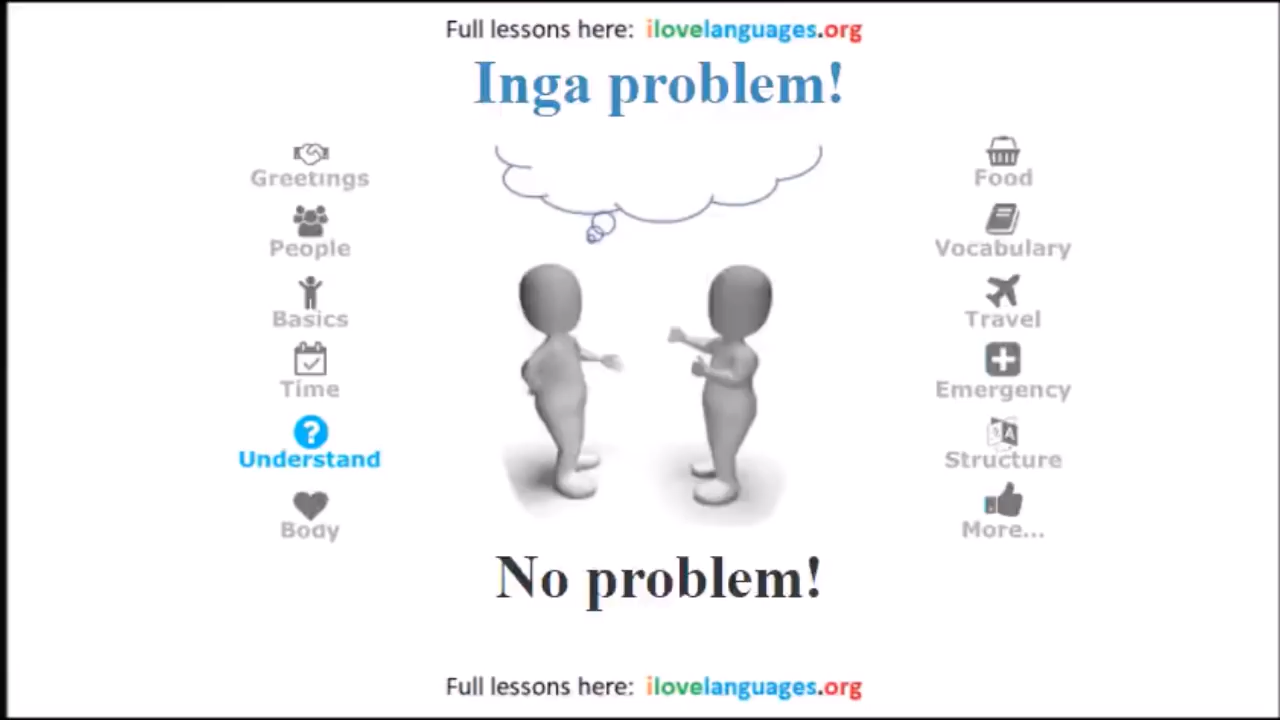 Full lessons here: ilovelanguages.org
Inga problem!
Greetings
People
Basics
Time
Understand
Body
Food
Vocabulary
Travel
Emergency
Structure
More...
No problem!
Full lessons here: ilovelanguages.org